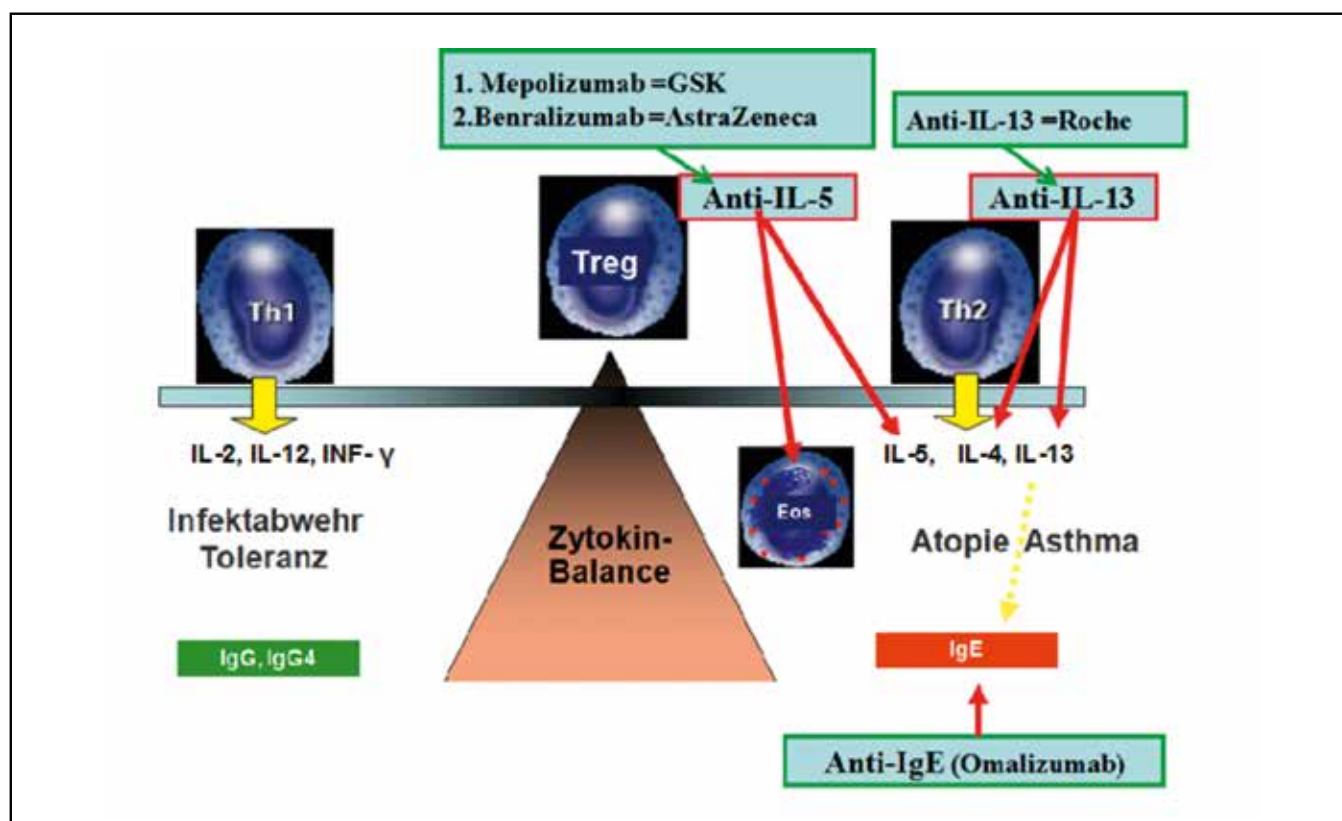 1. Mepolizumab =GSK
2.Benralizumab =AstraZeneca
Anti-IL-13 =Roche
Anti-IL-5
Anti-IL-13
Treg
Th1
Th2
IL-2, IL-12, INF- γ
IL-5, IL-4, IL-13
Eos
Infektabwehr
Toleranz
Zytokin-
Balance
Atopie Asthma
IgG, IgG4
IgE
Anti-IgE (Omalizumab)